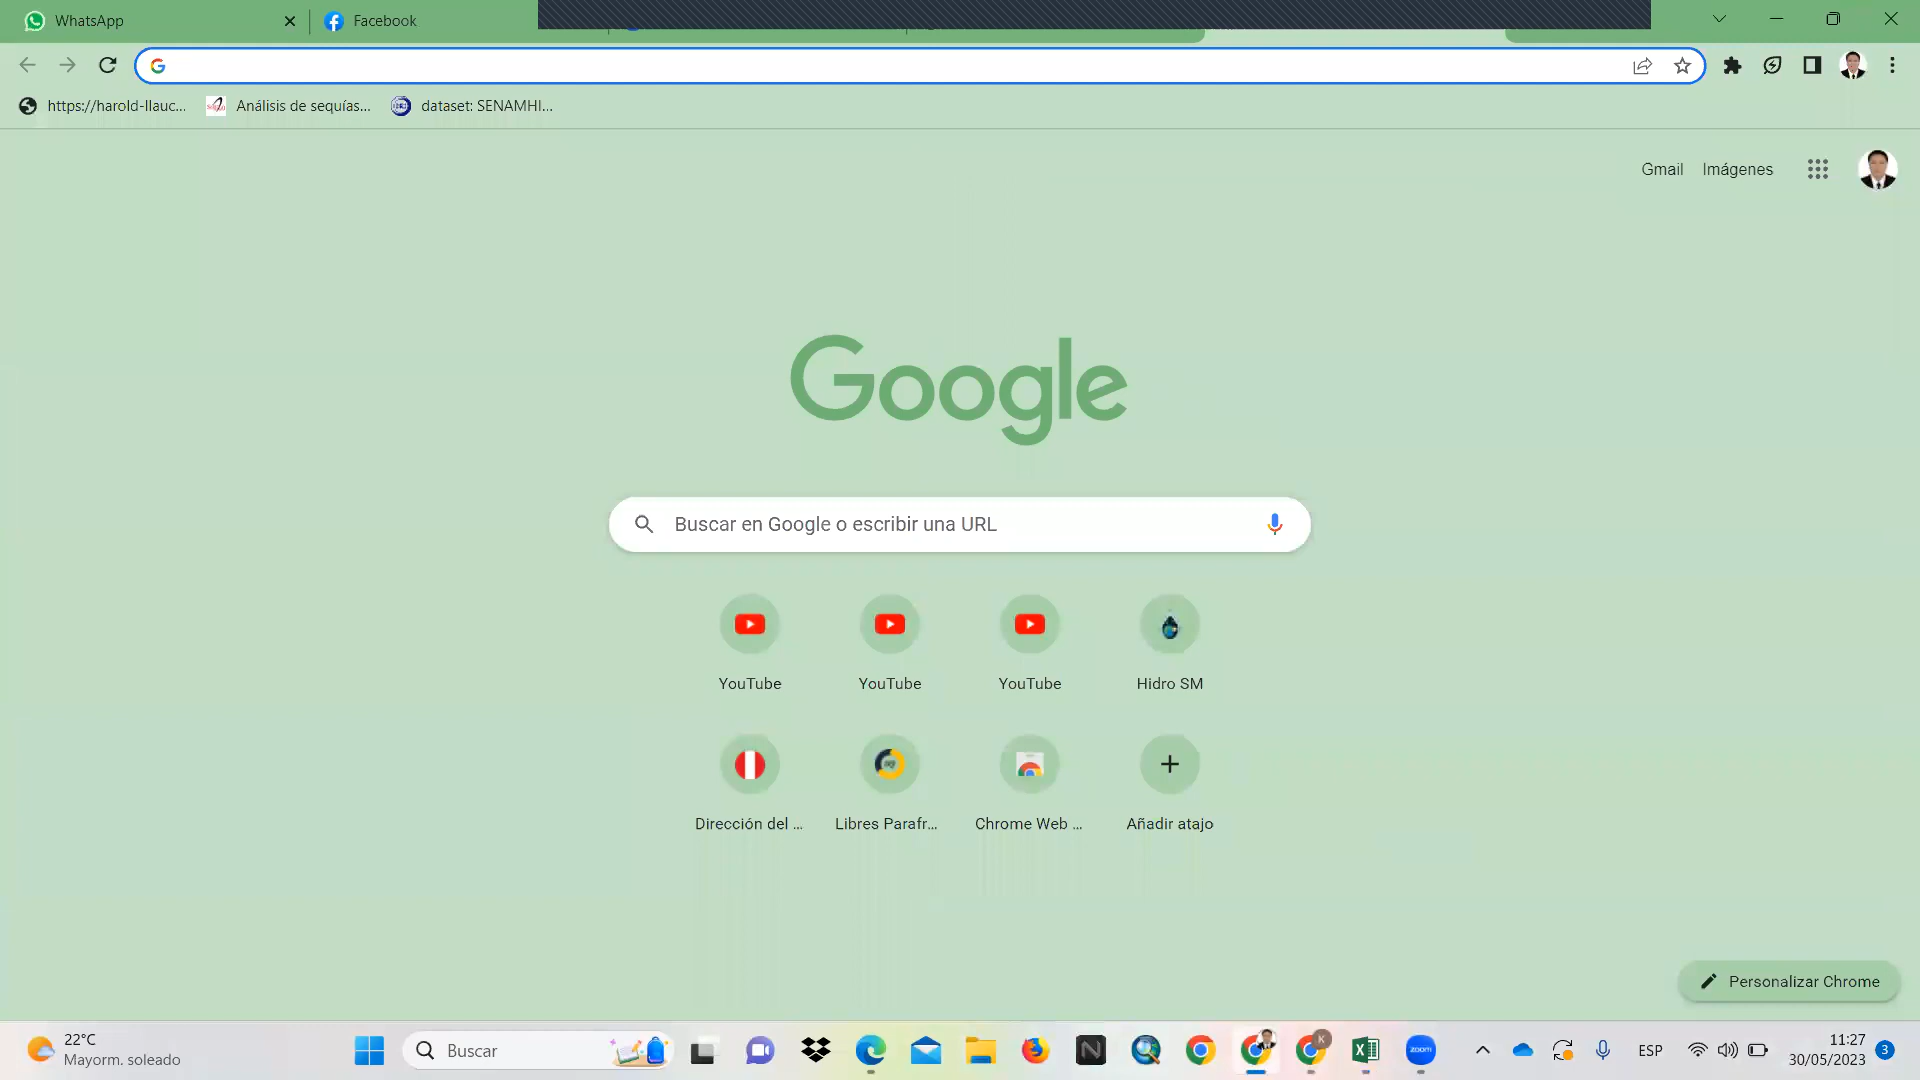 WhatsApp
Facebook
https://harold-llauc...
Análisis de sequías...
dataset: SENAMHI...
Gmail
Imágenes
Google
Buscar en Google o escribir una URL
YouTube
YouTube
YouTube
Hidro SM
Dirección del ...
Libres Parafr...
Chrome Web ...
Añadir atajo
Personalizar Chrome
22°C
Mayorm. soleado
Buscar
K
zoom
ESP
11:27
30/05/2023
3